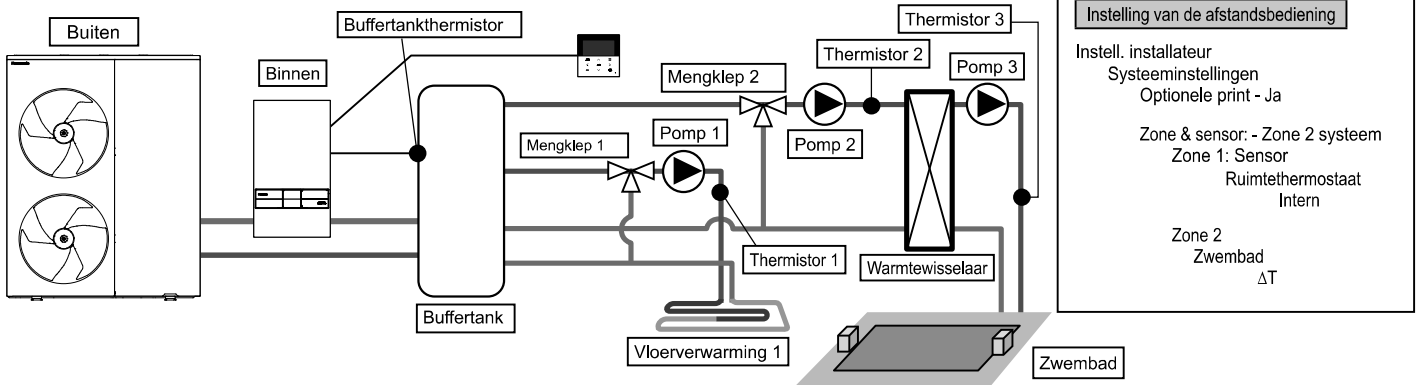 Buiten
Binnen
Buffertankthermistor
Buffertank
Mengklep 1
Pomp 1
Thermistor 1
Vloerverwarming 1
Mengklep 2
Pomp 2
Thermistor 2
Warmtewisselaar
Pomp 3
Thermistor 3
Zwembad
Instelling van de afstandsbediening
Instell. installateur
Systeeminstellingen
Optionele print - Ja
Zone & sensor: - Zone 2 systeem
Zone 1: Sensor
Ruimtethermostaat
Intern
Zone 2
Zwembad
ΔT